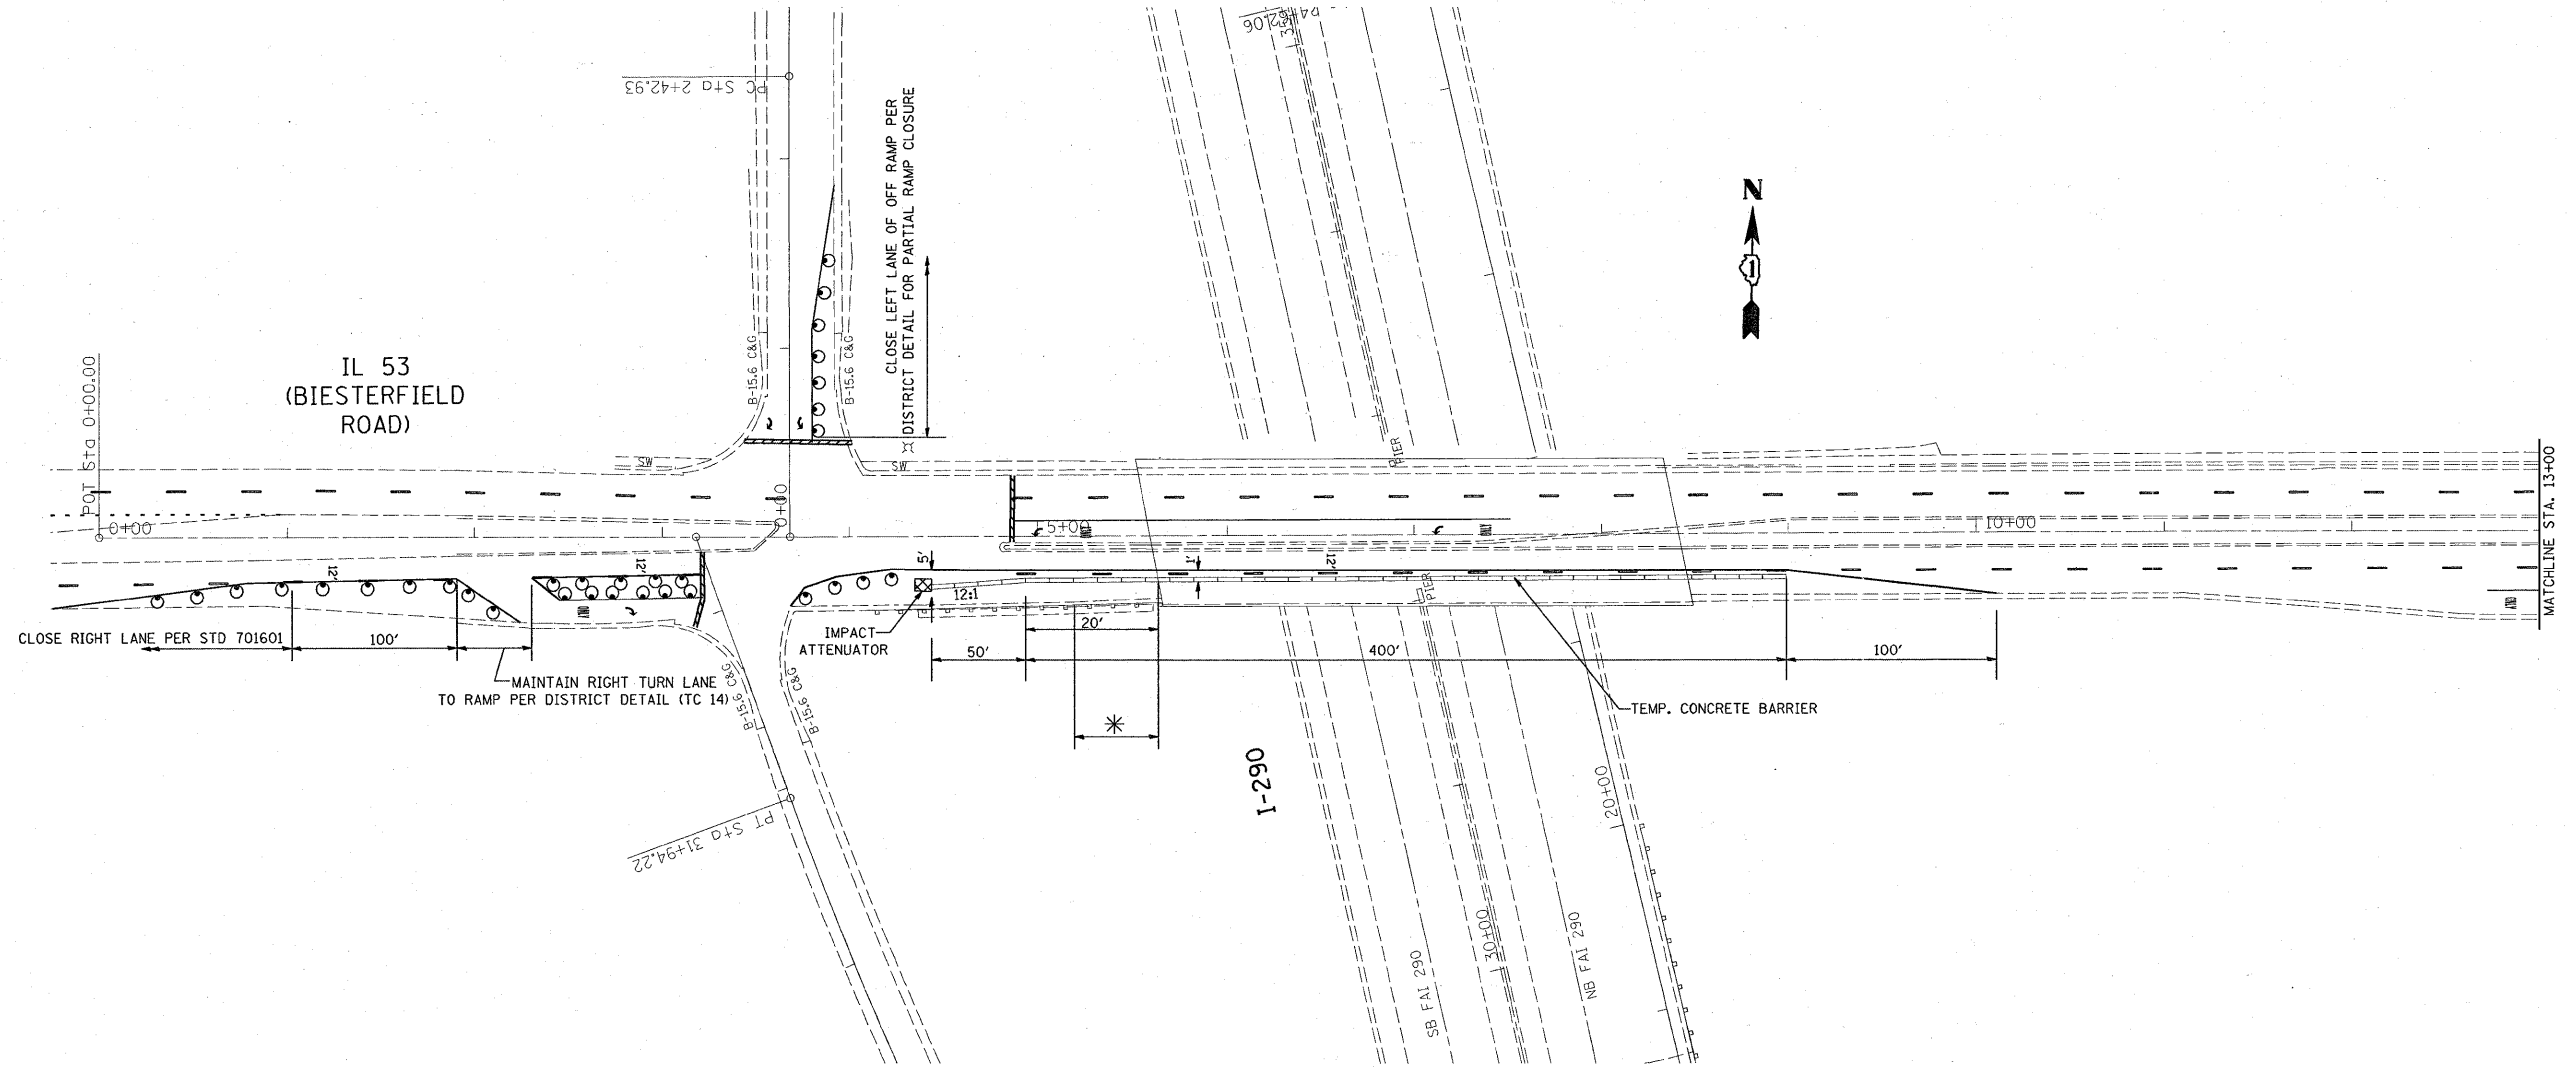 PC Sta 2+42.93
CLOSE LEFT LANE OF OFF RAMP PER
DISTRICT DETAIL FOR PARTIAL RAMP CLOSURE
N
1
IL 53
(BIESTERFIELD
ROAD)
POT Sta 0+00.00
B-15.6 C&G
B-15.6 C&G
SW
SW
PIER
0+00
+00
5+00
10+00
MATCHLINE STA. 13+00
12'
12'
5'
1'
12'
12:1
PIER
CLOSE RIGHT LANE PER STD 701601
100'
MAINTAIN RIGHT TURN LANE
TO RAMP PER DISTRICT DETAIL (TC 14)
IMPACT
ATTENUATOR
20'
50'
400'
100'
B-15.6 C&G
B-15.6 C&G
TEMP. CONCRETE BARRIER
*
I-290
PT Sta 31+94.22
20+00
30+00
SB FAI 290
NB FAI 290